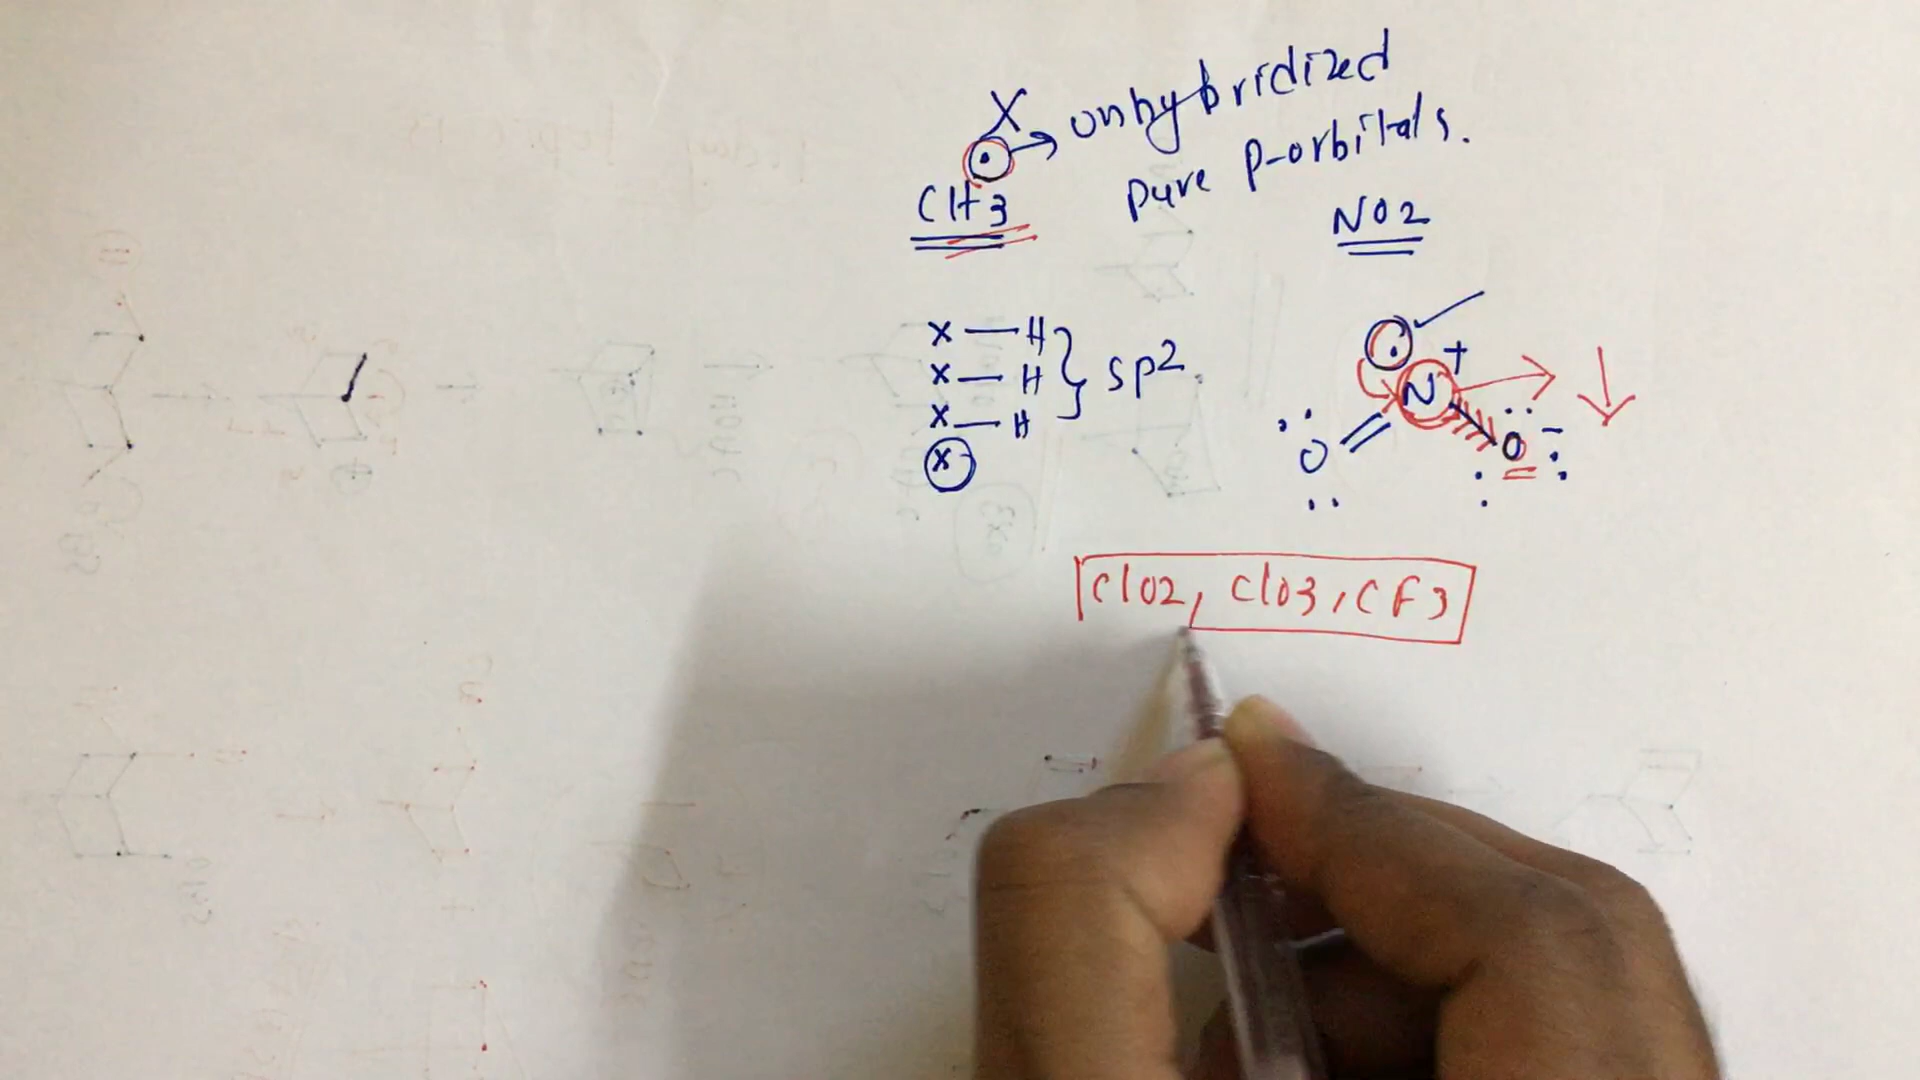 X
→ unhybridized
pure p-orbitals.
CH3
NO2
x — H
x — H } sp2
x — H
x
N +
O = O -
ClO2, ClO3, CF3